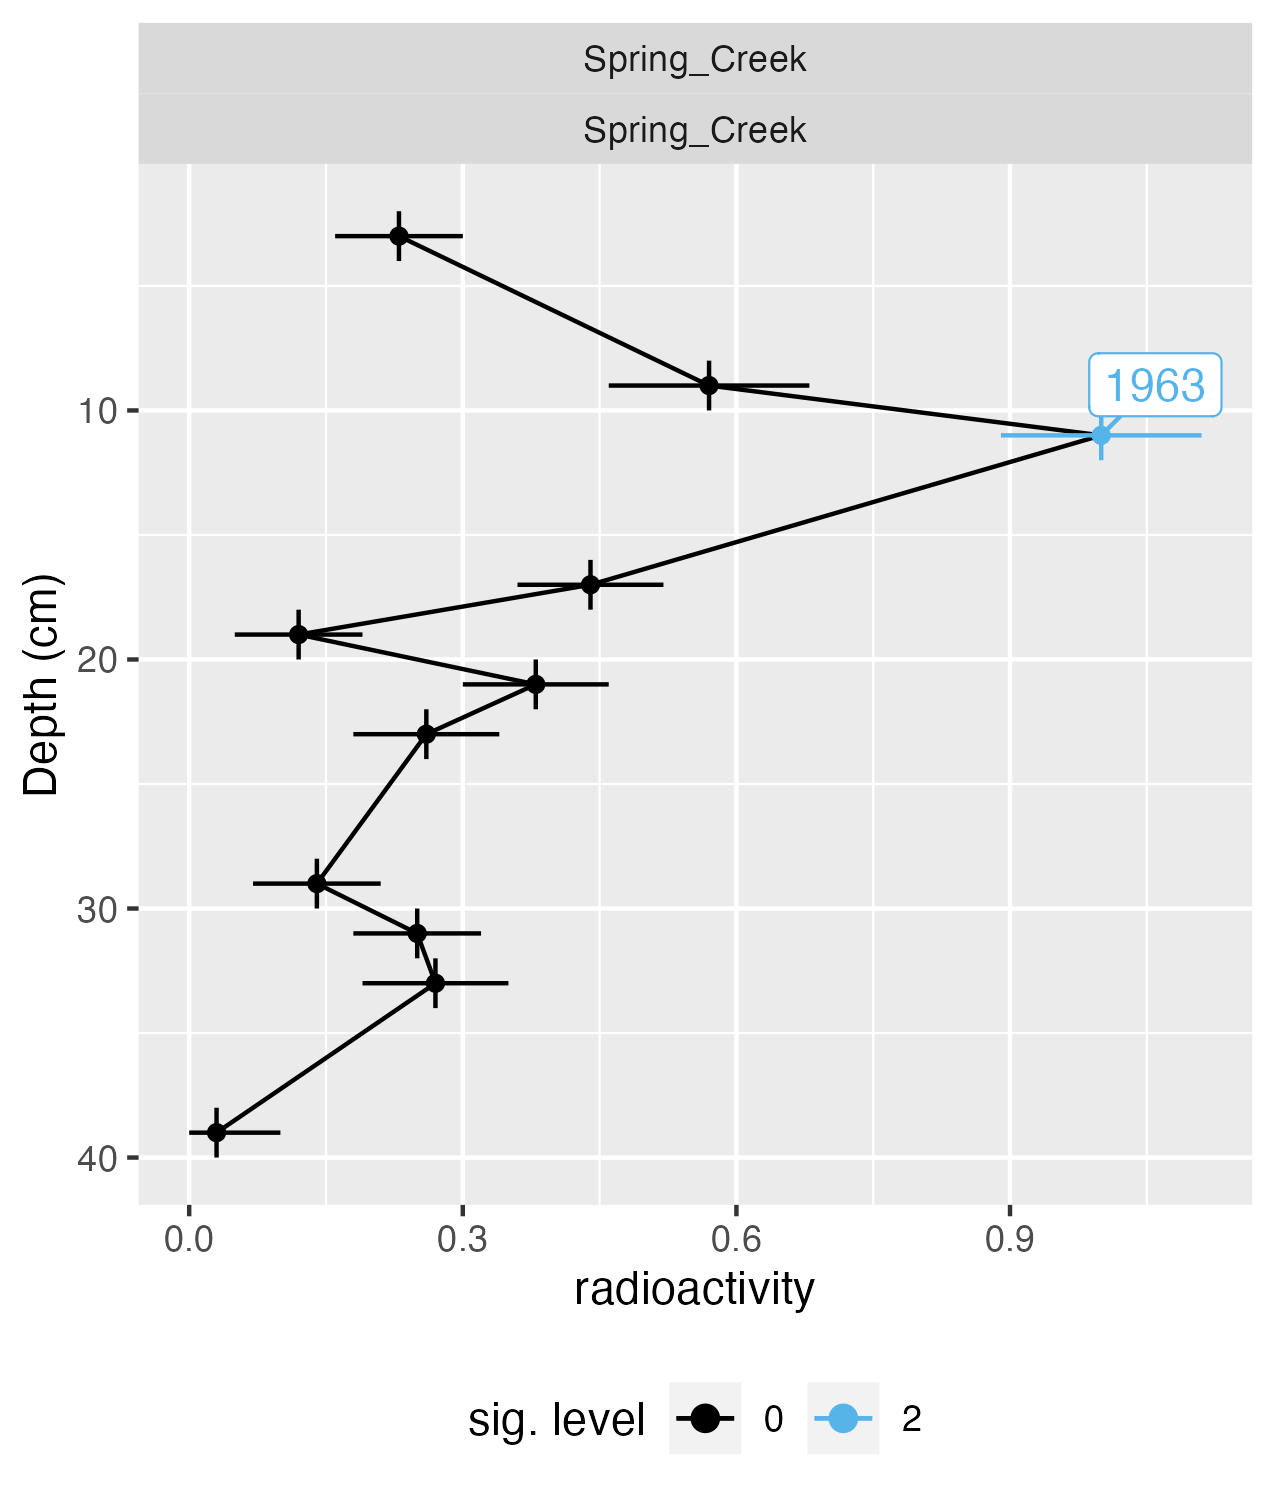 Spring_Creek
Spring_Creek
1963
10
20
30
40
Depth (cm)
0.0 0.3 0.6 0.9
radioactivity
sig. level 0 2